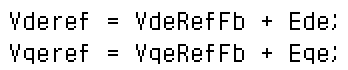 Vderef = VdeRefFb + Ede;
Vqeref = VqeRefFb + Eqe;